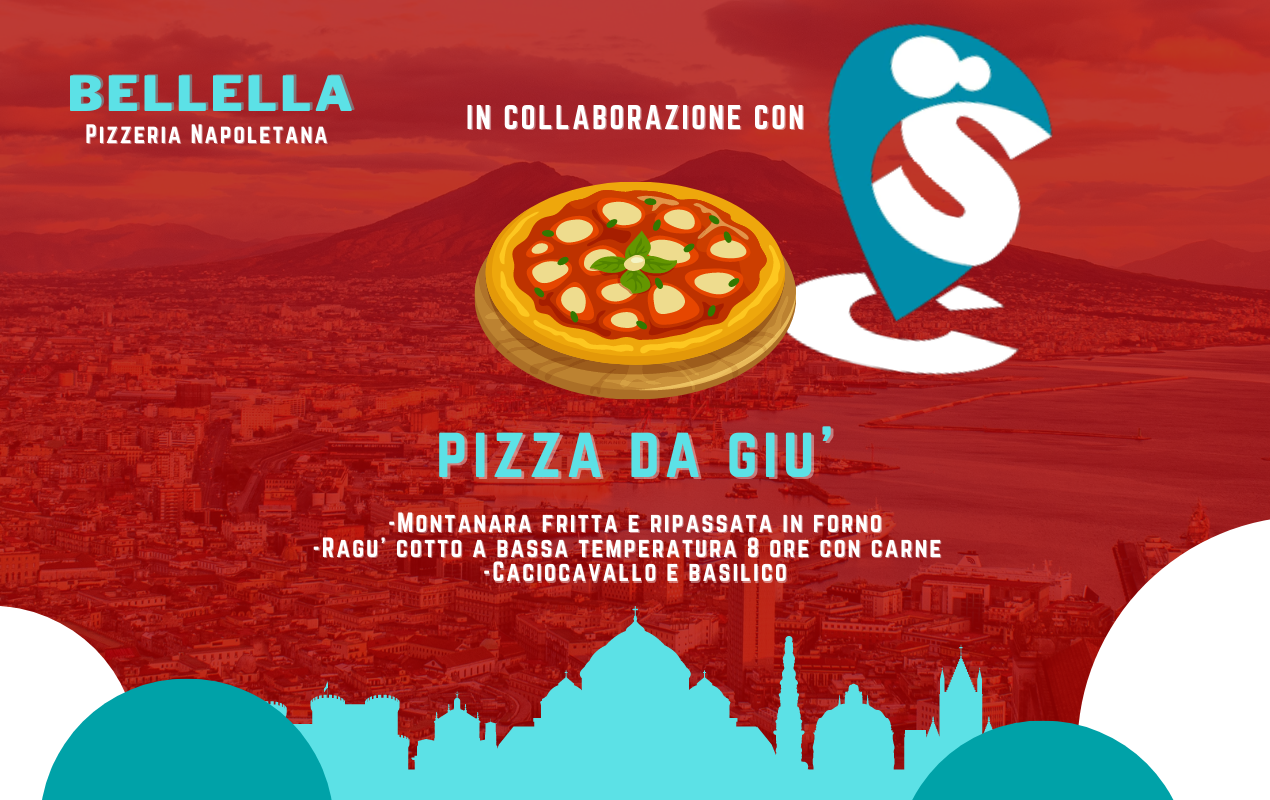 BELLELLA
Pizzeria Napoletana
IN COLLABORAZIONE CON
S
C
PIZZA DA GIU'
-Montanara fritta e ripassata in forno
-Ragu' cotto a bassa temperatura 8 ore con carne
-Caciocavallo e basilico